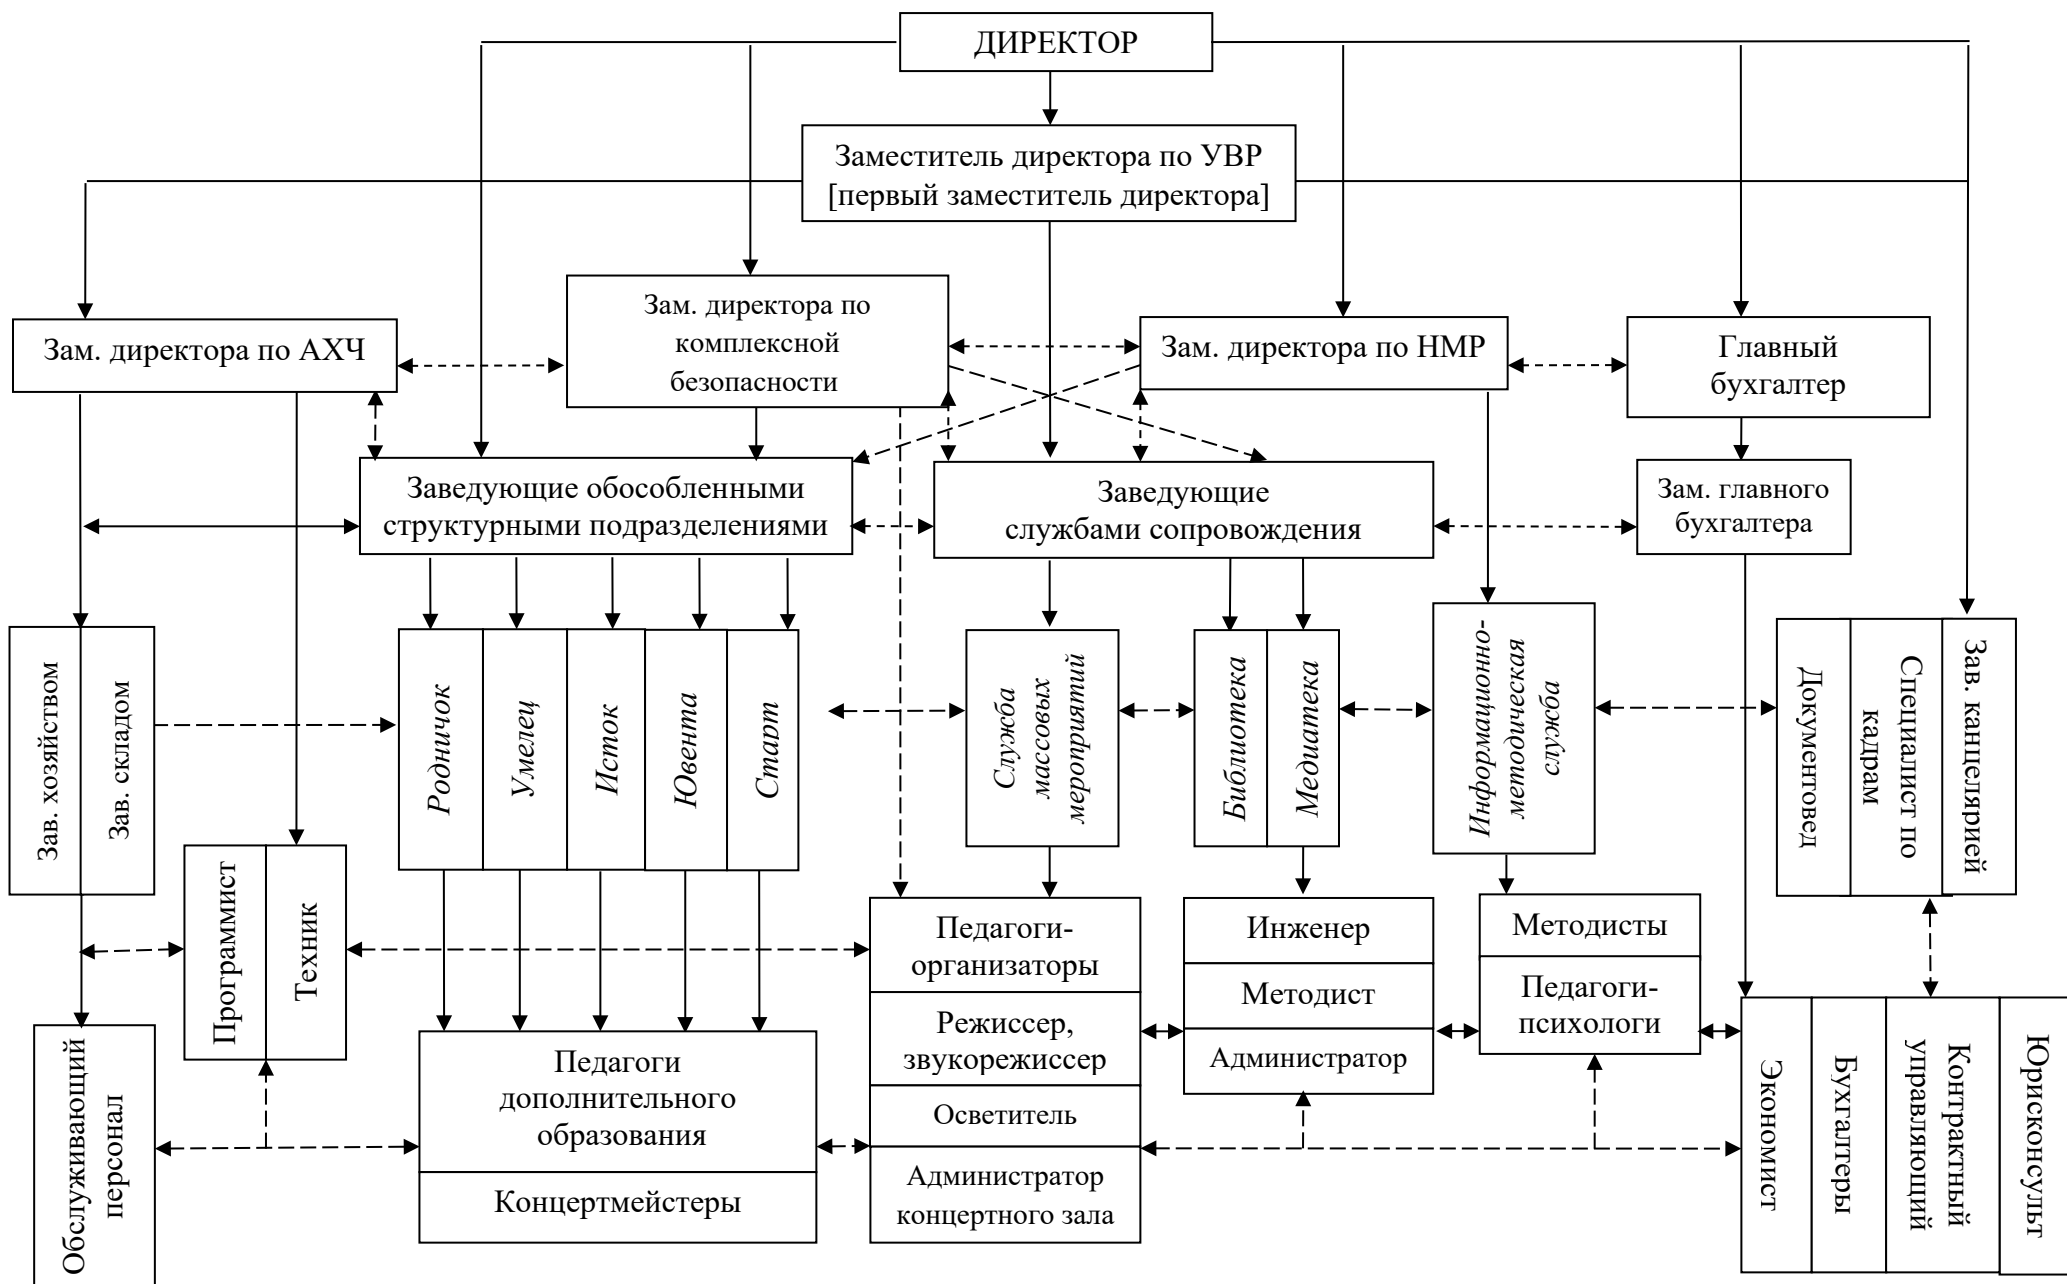 ДИРЕКТОР
Заместитель директора по УВР
[первый заместитель директора]
Зам. директора по АХЧ
Зам. директора по
комплексной
безопасности
Зам. директора по НМР
Главный
бухгалтер
Заведующие обособленными
структурными подразделениями
Заведующие
службами сопровождения
Зам. главного
бухгалтера
Зав. хозяйством
Зав. складом
Родничок
Умелец
Исток
Ювента
Старт
Служба
массовых
мероприятий
Библиотека
Медиатека
Информационно-
методическая
служба
Документовед
Специалист по
кадрам
Зав. канцелярией
Программист
Техник
Педагоги-
организаторы
Режиссер,
звукорежиссер
Осветитель
Администратор
концертного зала
Инженер
Методист
Администратор
Методисты
Педагоги-
психологи
Обслуживающий
персонал
Педагоги
дополнительного
образования
Концертмейстеры
Экономист
Бухгалтеры
Контрактный
управляющий
Юрисконсульт